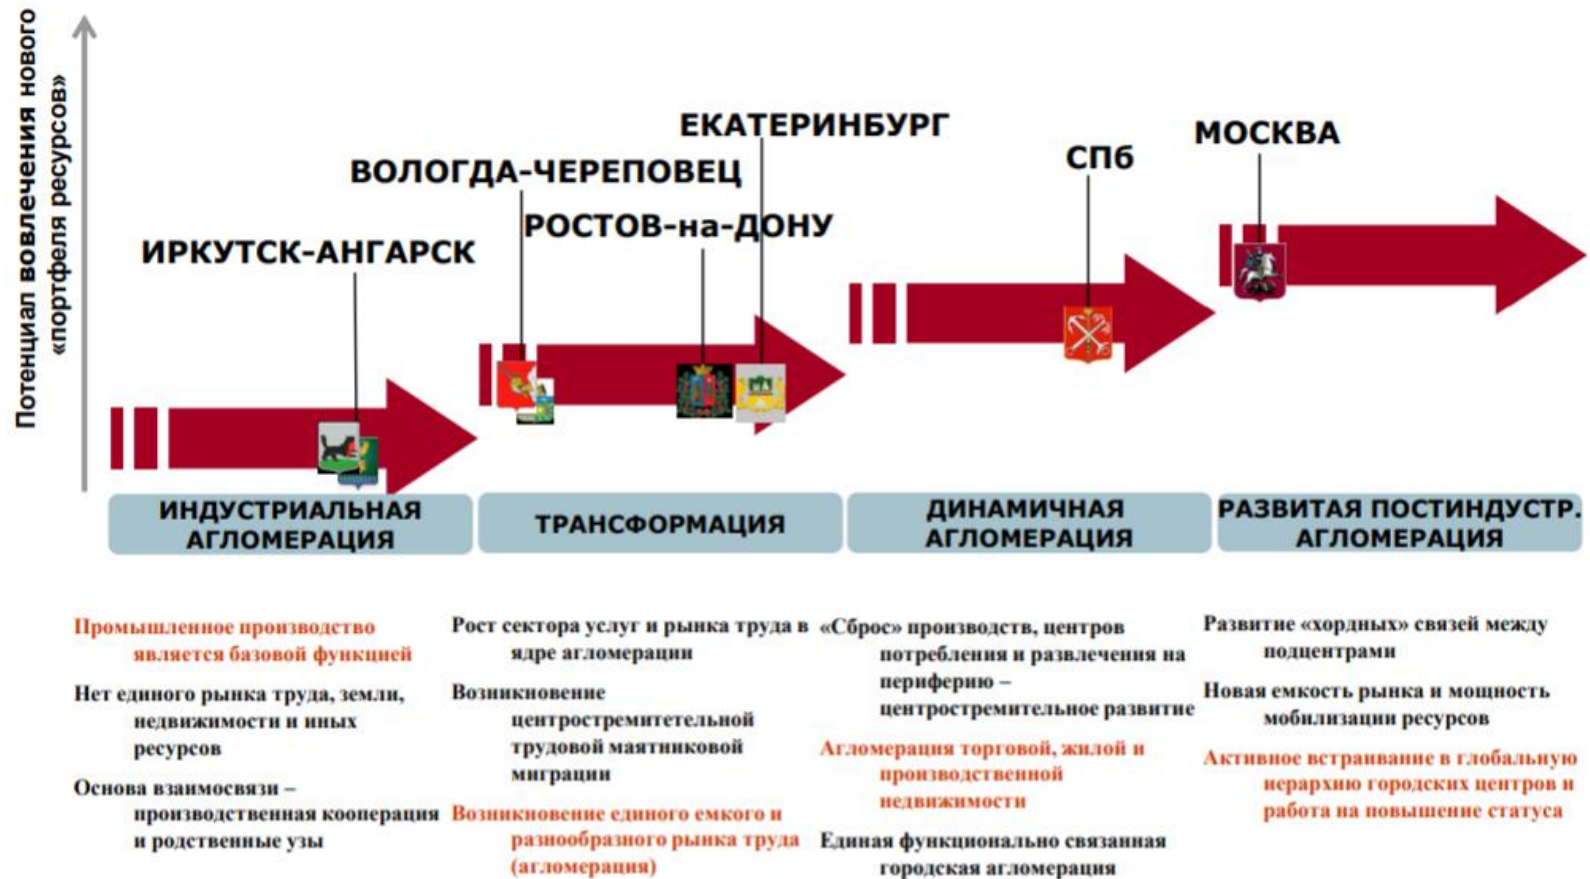 Потенциал вовлечения нового
«портфеля ресурсов»
ИРКУТСК-АНГАРСК
ВОЛОГДА-ЧЕРЕПОВЕЦ
РОСТОВ-на-ДОНУ
ЕКАТЕРИНБУРГ
СПб
МОСКВА
ИНДУСТРИАЛЬНАЯ
АГЛОМЕРАЦИЯ
ТРАНСФОРМАЦИЯ
ДИНАМИЧНАЯ
АГЛОМЕРАЦИЯ
РАЗВИТАЯ ПОСТИНДУСТР.
АГЛОМЕРАЦИЯ
Промышленное производство
является базовой функцией
Нет единого рынка труда, земли,
недвижимости и иных
ресурсов
Основа взаимосвязи –
производственная кооперация
и родственные узы
Рост сектора услуг и рынка труда в
ядре агломерации
Возникновение
центростремитетельной
трудовой маятниковой
миграции
Возникновение единого емкого и
разнообразного рынка труда
(агломерация)
«Сброс» производств, центров
потребления и развлечения на
периферию –
центростремительное развитие
Агломерация торговой, жилой и
производственной
недвижимости
Единая функционально связанная
городская агломерация
Развитие «хордных» связей между
подцентрами
Новая емкость рынка и мощность
мобилизации ресурсов
Активное встраивание в глобальную
иерархию городских центров и
работа на повышение статуса